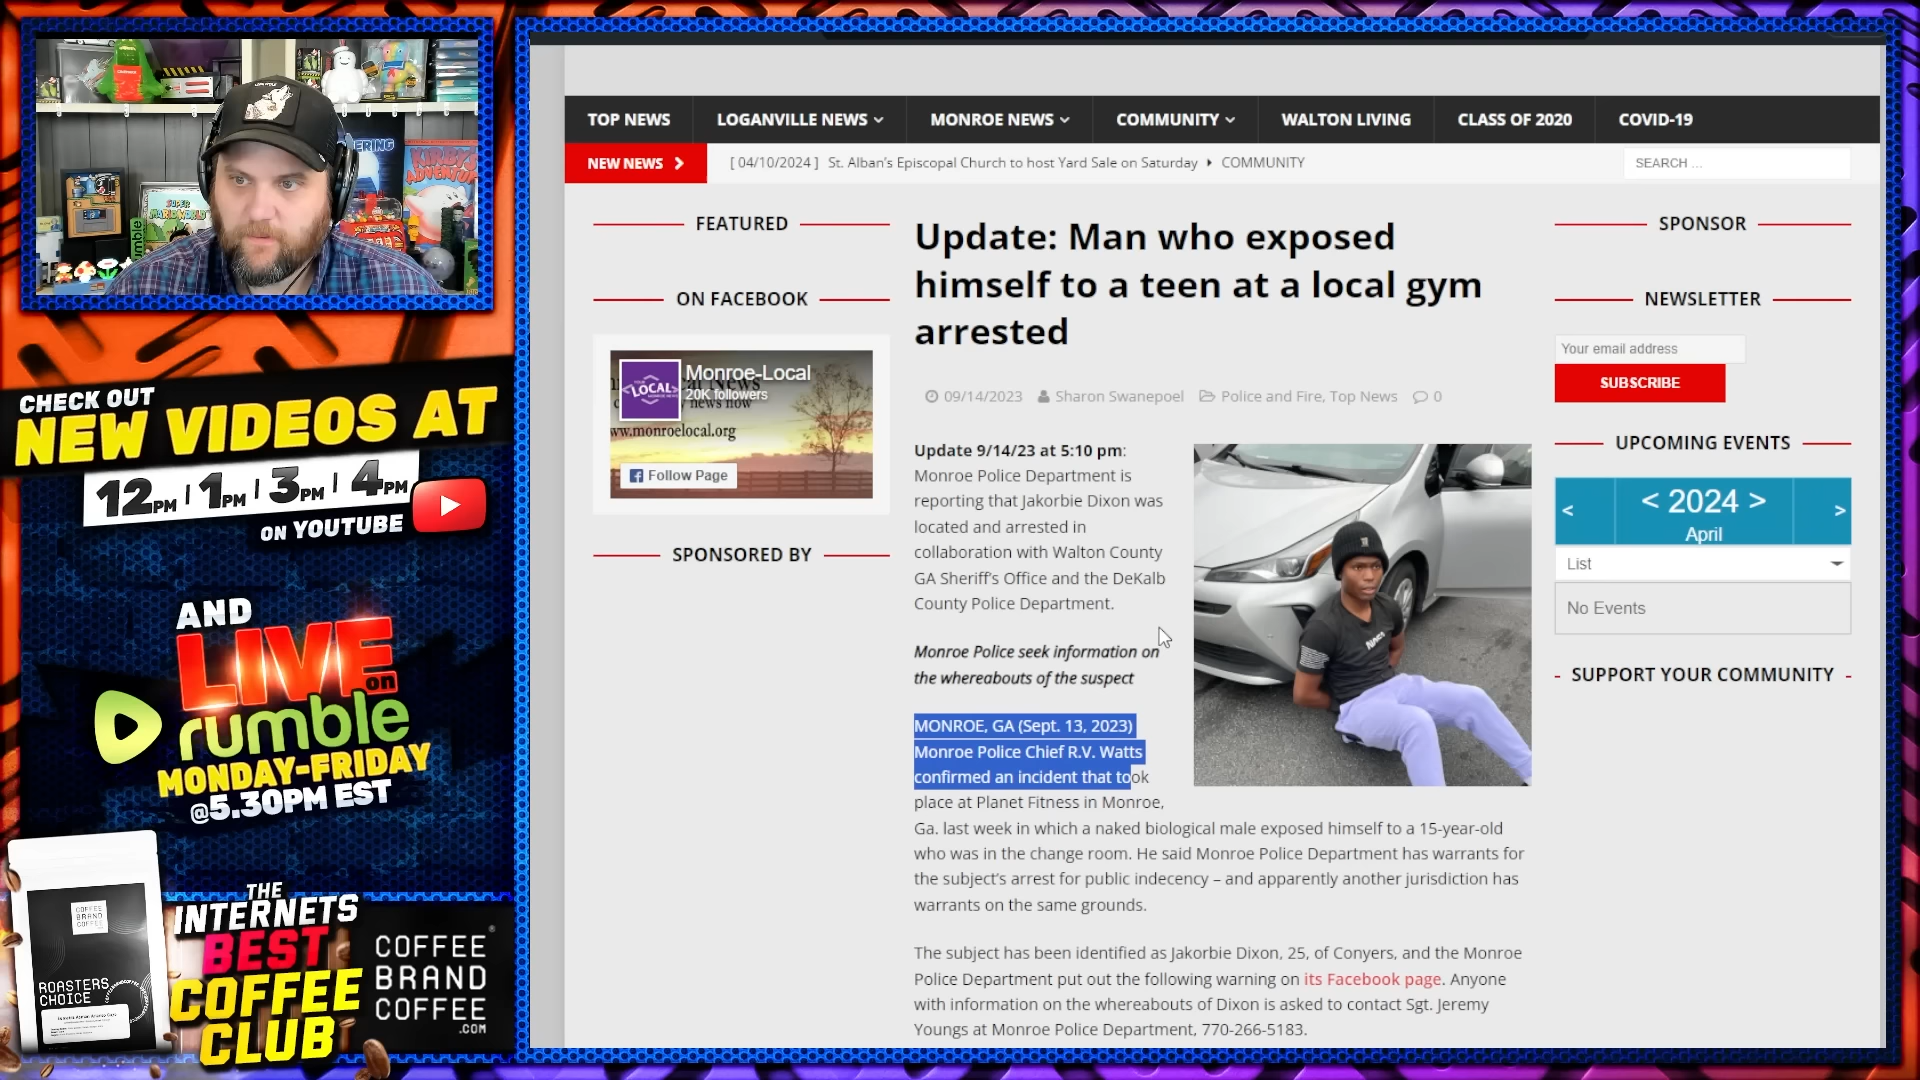 TOP NEWS
LOGANVILLE NEWS
MONROE NEWS
COMMUNITY
WALTON LIVING
CLASS OF 2020
COVID-19
NEW NEWS
[ 04/10/2024 ] St. Alban's Episcopal Church to host Yard Sale on Saturday
COMMUNITY
SEARCH ...
FEATURED
ON FACEBOOK
LOCAL
Monroe-Local
20K followers
www.monroelocal.org
Follow Page
SPONSORED BY
Update: Man who exposed
himself to a teen at a local gym
arrested
09/14/2023 Sharon Swanepoel Police and Fire, Top News 0
Update 9/14/23 at 5:10 pm:
Monroe Police Department is
reporting that Jakorbie Dixon was
located and arrested in
collaboration with Walton County
GA Sheriff's Office and the DeKalb
County Police Department.
Monroe Police seek information on
the whereabouts of the suspect
MONROE, GA (Sept. 13, 2023)
Monroe Police Chief R.V. Watts
confirmed an incident that took
place at Planet Fitness in Monroe,
Ga. last week in which a naked biological male exposed himself to a 15-year-old
who was in the change room. He said Monroe Police Department has warrants for
the subject's arrest for public indecency – and apparently another jurisdiction has
warrants on the same grounds.
The subject has been identified as Jakorbie Dixon, 25, of Conyers, and the Monroe
Police Department put out the following warning on its Facebook page. Anyone
with information on the whereabouts of Dixon is asked to contact Sgt. Jeremy
Youngs at Monroe Police Department, 770-266-5183.
SPONSOR
NEWSLETTER
Your email address
SUBSCRIBE
UPCOMING EVENTS
<
< 2024 >
>
April
List
No Events
SUPPORT YOUR COMMUNITY
SUPER
KIRBY'S
ADVENTURE
rumble
CHECK OUT
NEW VIDEOS AT
12PM | 1PM | 3PM | 4PM
ON YOUTUBE
AND
LIVE
on
rumble
MONDAY-FRIDAY
@5.30PM EST
COFFEE
BRAND
COFFEE
ROASTERS
CHOICE
THE
INTERNETS
BEST
COFFEE
CLUB
COFFEE
BRAND
COFFEE
.COM